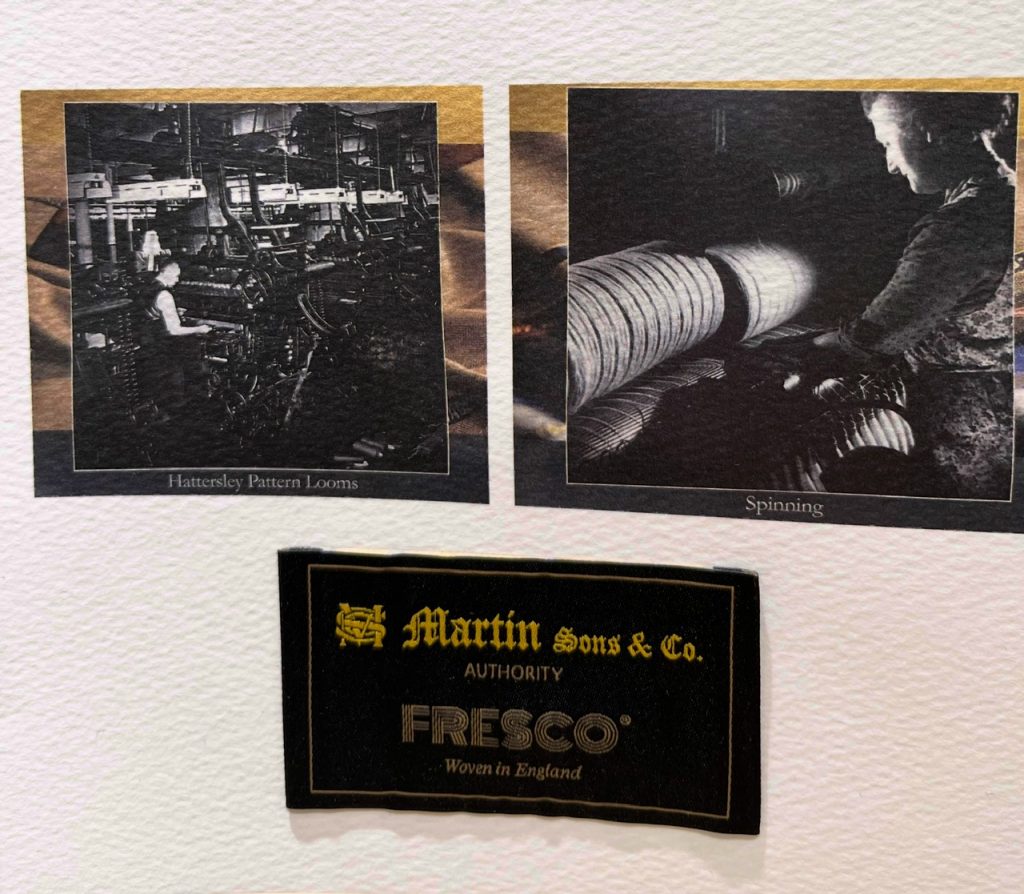 Hattersley Pattern Looms
Spinning
Martin Sons & Co.
AUTHORITY
FRESCO®
Woven in England